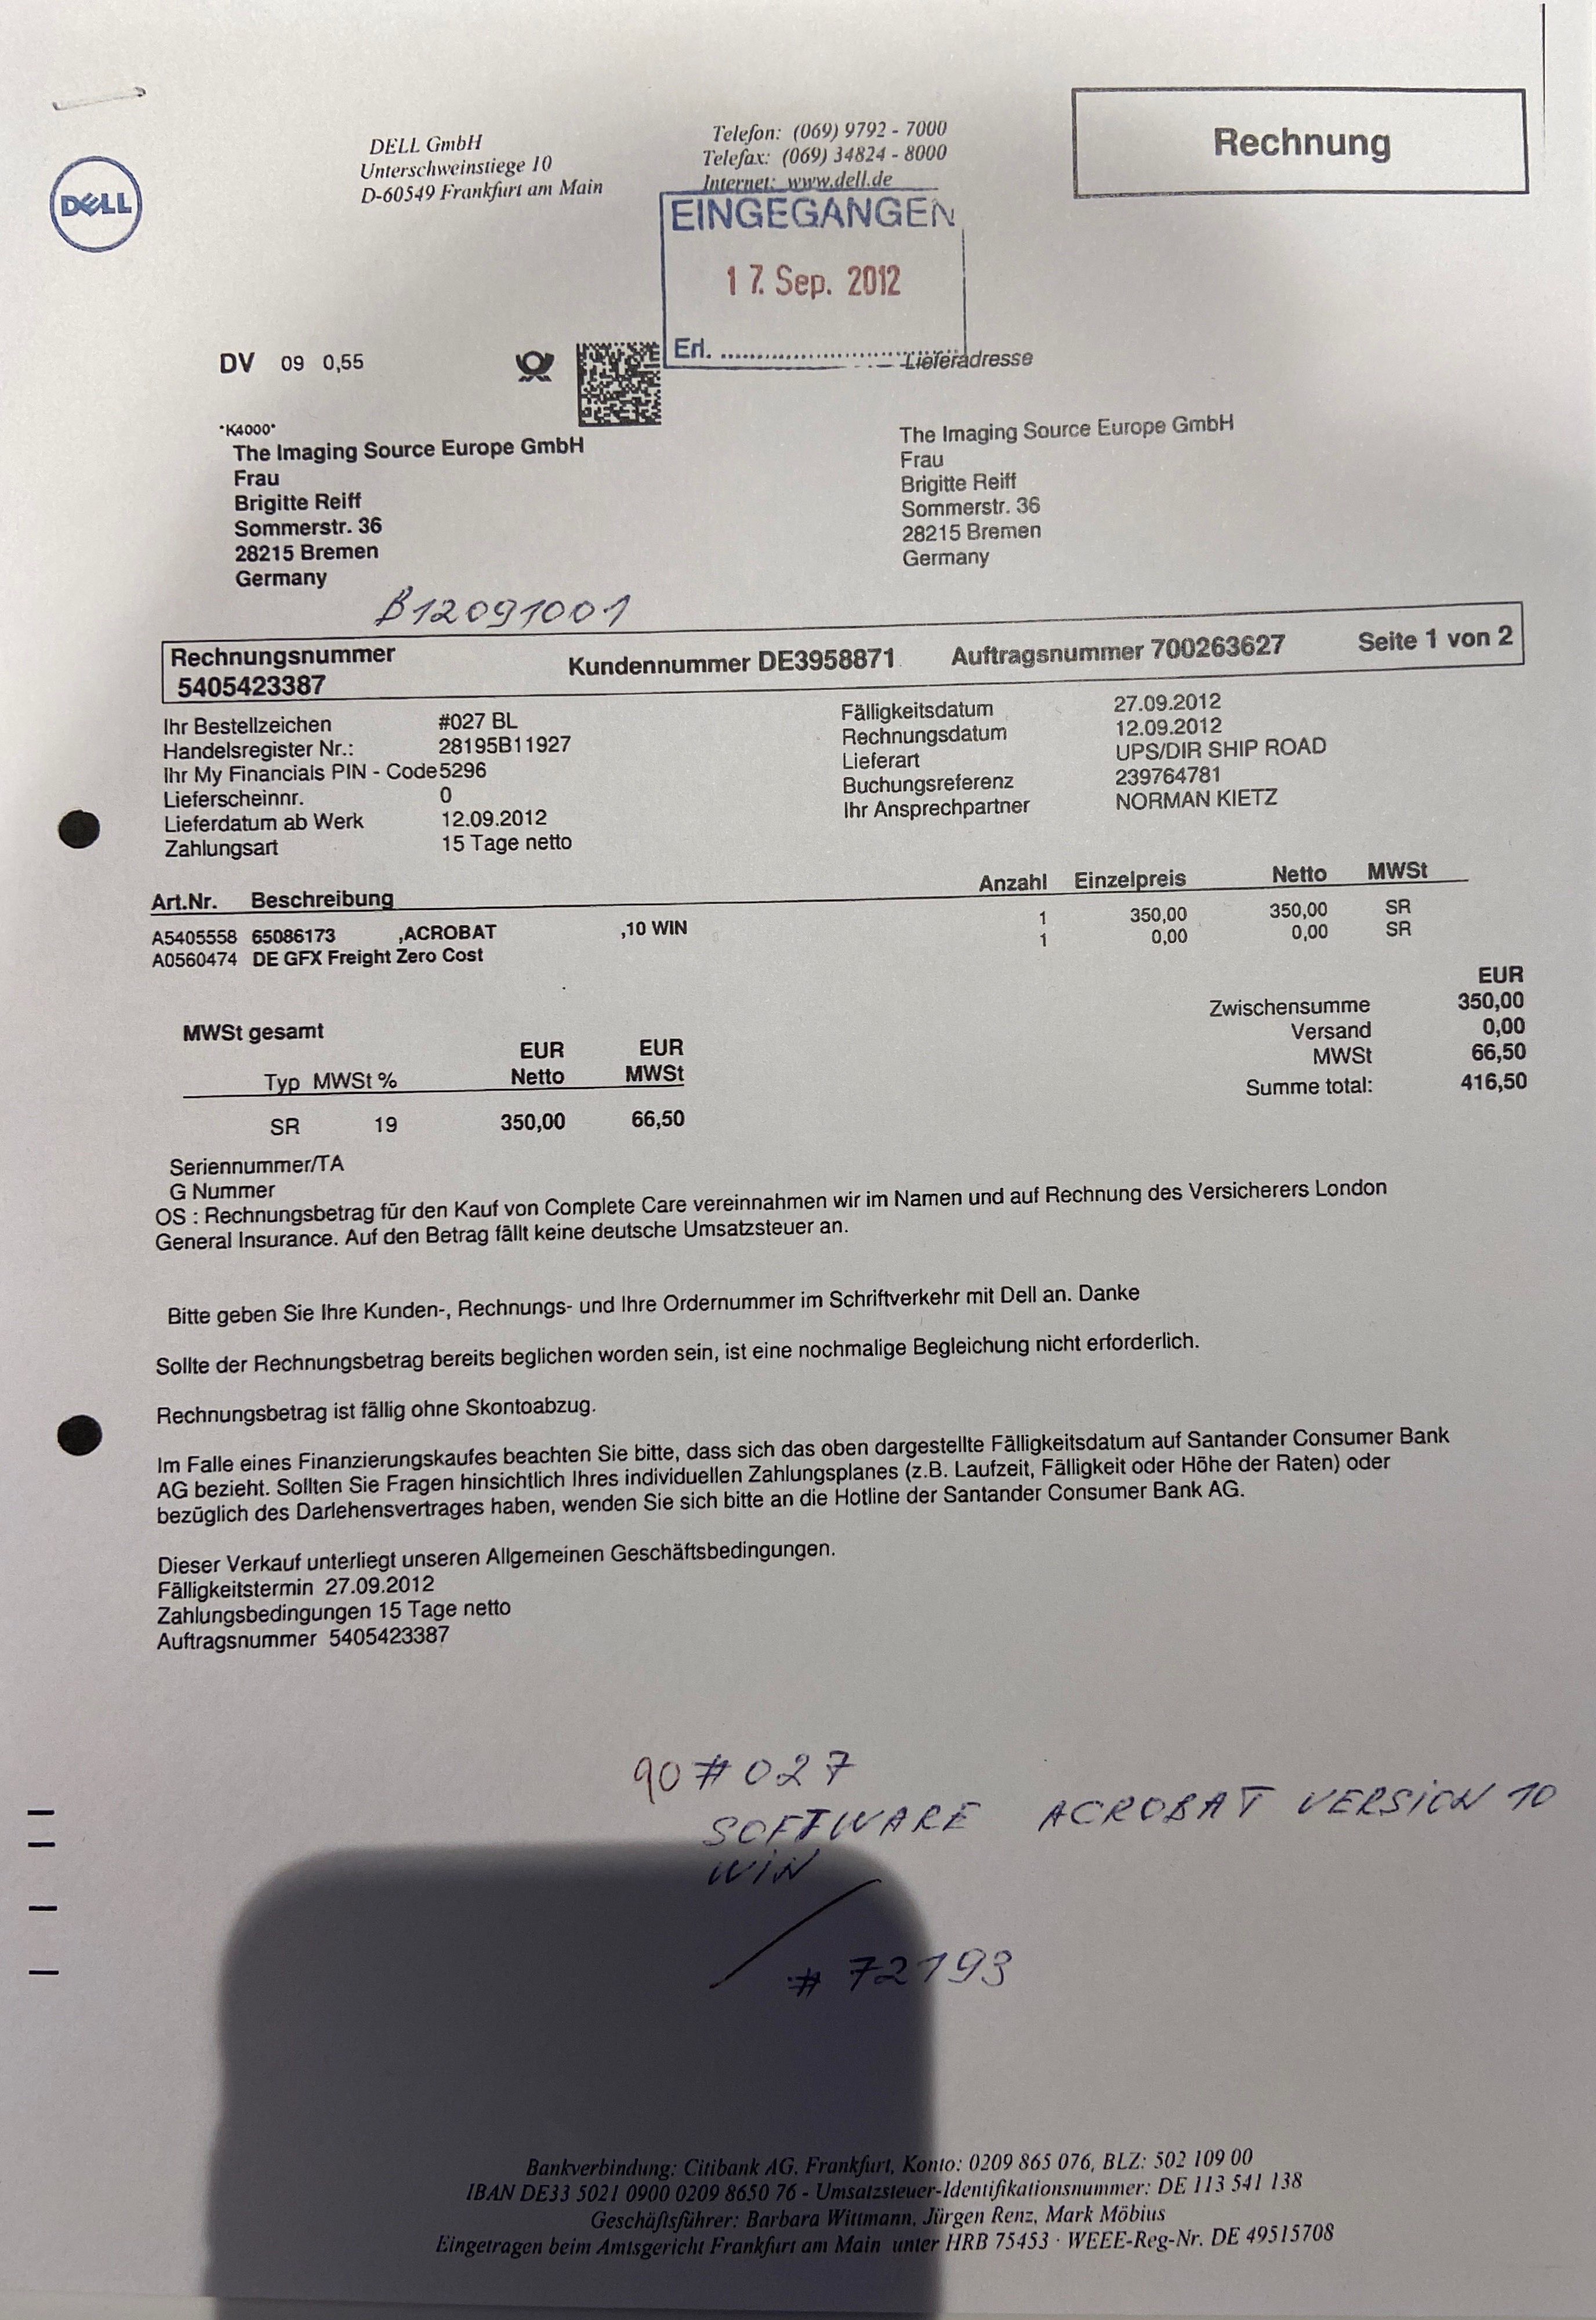 DELL
DELL GmbH
Unterschweinstiege 10
D-60549 Frankfurt am Main
Telefon: (069) 9792 - 7000
Telefax: (069) 34824 - 8000
Internet: www.dell.de
Rechnung
EINGEGANGEN
17. Sep. 2012
Erl. ........................................
DV 09 0,55
Lieferadresse
*K4000*
The Imaging Source Europe GmbH
Frau
Brigitte Reiff
Sommerstr. 36
28215 Bremen
Germany
The Imaging Source Europe GmbH
Frau
Brigitte Reiff
Sommerstr. 36
28215 Bremen
Germany
B12091001
Rechnungsnummer
5405423387
Kundennummer DE3958871 Auftragsnummer 700263627 Seite 1 von 2
Ihr Bestellzeichen #027 BL
Handelsregister Nr.: 28195B11927
Ihr My Financials PIN - Code 5296
Lieferscheinnr. 0
Lieferdatum ab Werk 12.09.2012
Zahlungsart 15 Tage netto
Fälligkeitsdatum 27.09.2012
Rechnungsdatum 12.09.2012
Lieferart UPS/DIR SHIP ROAD
Buchungsreferenz 239764781
Ihr Ansprechpartner NORMAN KIETZ
Art.Nr. Beschreibung Anzahl Einzelpreis Netto MWSt
A5405558 65086173 ,ACROBAT ,10 WIN 1 350,00 350,00 SR
A0560474 DE GFX Freight Zero Cost 1 0,00 0,00 SR
EUR
Zwischensumme 350,00
Versand 0,00
MWSt 66,50
Summe total: 416,50
MWSt gesamt
EUR EUR
Typ MWSt % Netto MWSt
SR 19 350,00 66,50
Seriennummer/TA
G Nummer
OS : Rechnungsbetrag für den Kauf von Complete Care vereinnahmen wir im Namen und auf Rechnung des Versicherers London
General Insurance. Auf den Betrag fällt keine deutsche Umsatzsteuer an.
Bitte geben Sie Ihre Kunden-, Rechnungs- und Ihre Ordernummer im Schriftverkehr mit Dell an. Danke
Sollte der Rechnungsbetrag bereits beglichen worden sein, ist eine nochmalige Begleichung nicht erforderlich.
Rechnungsbetrag ist fällig ohne Skontoabzug.
Im Falle eines Finanzierungskaufes beachten Sie bitte, dass sich das oben dargestellte Fälligkeitsdatum auf Santander Consumer Bank
AG bezieht. Sollten Sie Fragen hinsichtlich Ihres individuellen Zahlungsplanes (z.B. Laufzeit, Fälligkeit oder Höhe der Raten) oder
bezüglich des Darlehensvertrages haben, wenden Sie sich bitte an die Hotline der Santander Consumer Bank AG.
Dieser Verkauf unterliegt unseren Allgemeinen Geschäftsbedingungen.
Fälligkeitstermin 27.09.2012
Zahlungsbedingungen 15 Tage netto
Auftragsnummer 5405423387
90 # 027
SOFTWARE ACROBAT VERSION 10
WIN
# 72193
Bankverbindung: Citibank AG, Frankfurt, Konto: 0209 865 076, BLZ: 502 109 00
IBAN DE33 5021 0900 0209 8650 76 - Umsatzsteuer-Identifikationsnummer: DE 113 541 138
Geschäftsführer: Barbara Wittmann, Jürgen Renz, Mark Möbius
Eingetragen beim Amtsgericht Frankfurt am Main unter HRB 75453 · WEEE-Reg-Nr. DE 49515708